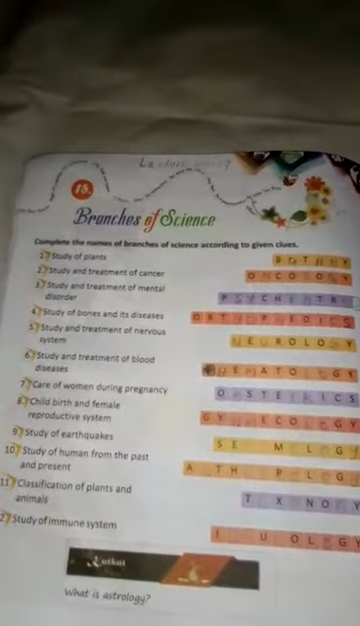 15.
Branches of Science
Complete the names of branches of science according to given clues.
1. Study of plants
B O T A N Y
2. Study and treatment of cancer
O N C O L O G Y
3. Study and treatment of mental
disorder
P S Y C H I A T R
4. Study of bones and its diseases
O R T H O P E D I C S
5. Study and treatment of nervous
system
N E U R O L O G Y
6. Study and treatment of blood
diseases
H E M A T O L G Y
7. Care of women during pregnancy
O B S T E T R I C S
8. Child birth and female
reproductive system
G Y E C O L G Y
9. Study of earthquakes
S E M L G Y
10. Study of human from the past
and present
A T H P L G
11. Classification of plants and
animals
T X N O Y
2. Study of immune system
I U O L G Y
Kutkut
What is astrology?